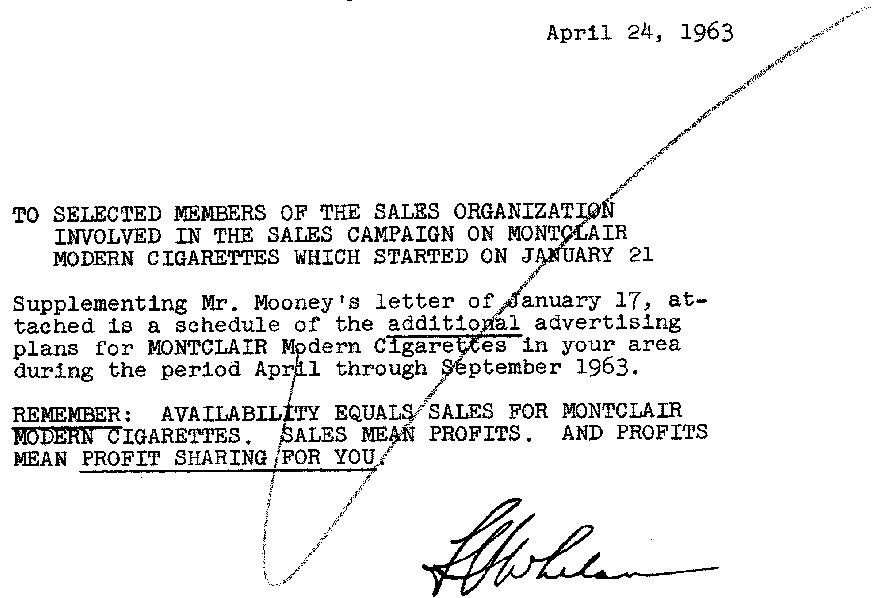 April 24, 1963
TO SELECTED MEMBERS OF THE SALES ORGANIZATION
INVOLVED IN THE SALES CAMPAIGN ON MONTCLAIR
MODERN CIGARETTES WHICH STARTED ON JANUARY 21
Supplementing Mr. Mooney's letter of January 17, at-
tached is a schedule of the additional advertising
plans for MONTCLAIR Modern Cigarettes in your area
during the period April through September 1963.
REMEMBER: AVAILABILITY EQUALS SALES FOR MONTCLAIR
MODERN CIGARETTES. SALES MEAN PROFITS. AND PROFITS
MEAN PROFIT SHARING FOR YOU.